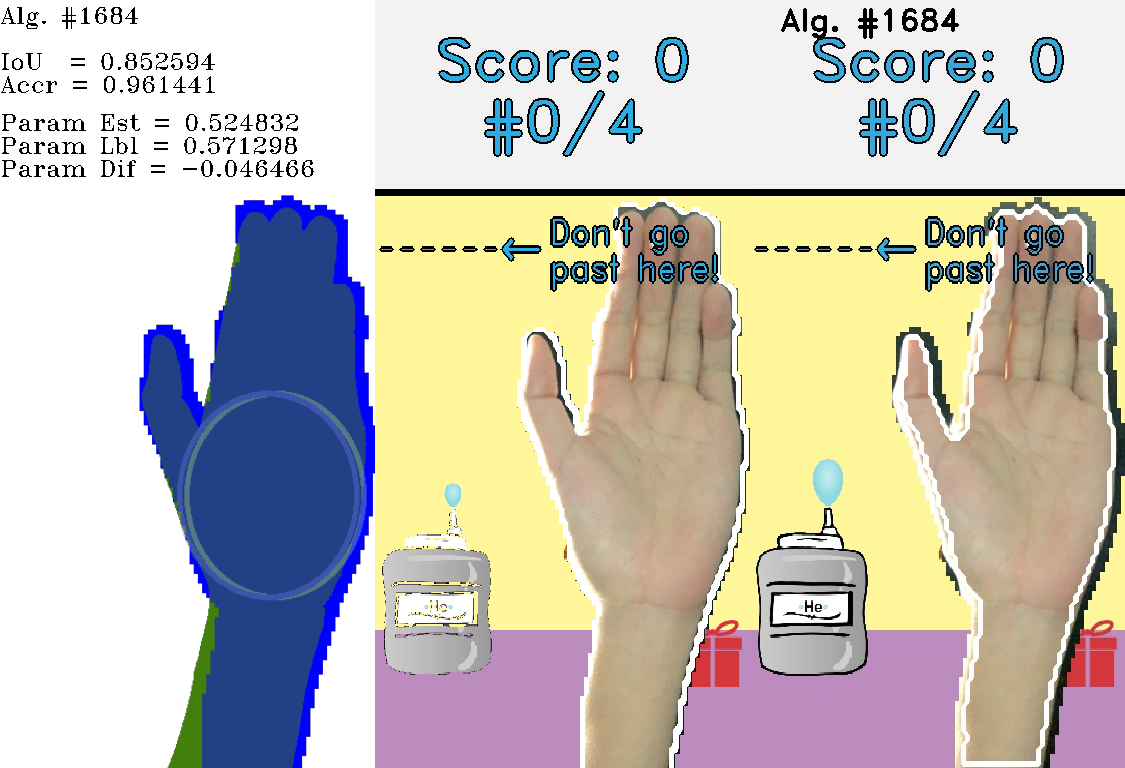 Alg. #1684
IoU = 0.852594
Accr = 0.961441
Param Est = 0.524832
Param Lbl = 0.571298
Param Dif = −0.046466
Score: 0
#0/4
Don't go
past here!
He
Alg. #1684
Score: 0
#0/4
Don't go
past here!
He